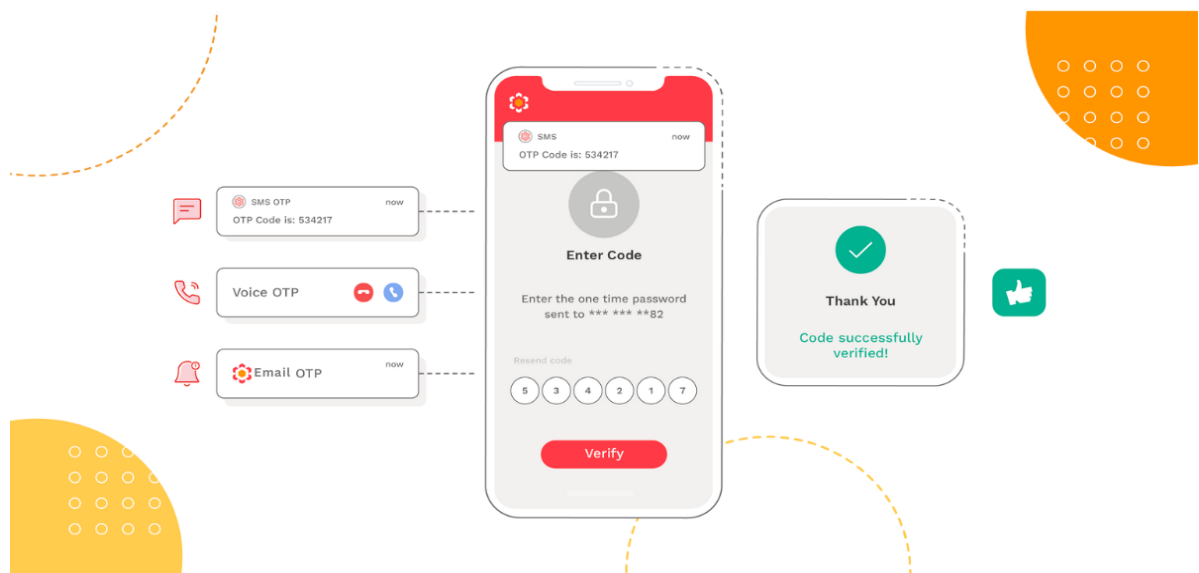 SMS OTP now
OTP Code is: 534217
Voice OTP
Email OTP now
SMS now
OTP Code is: 534217
Enter Code
Enter the one time password
sent to *** *** **82
Resend code
5 3 4 2 1 7
Verify
Thank You
Code successfully
verified!